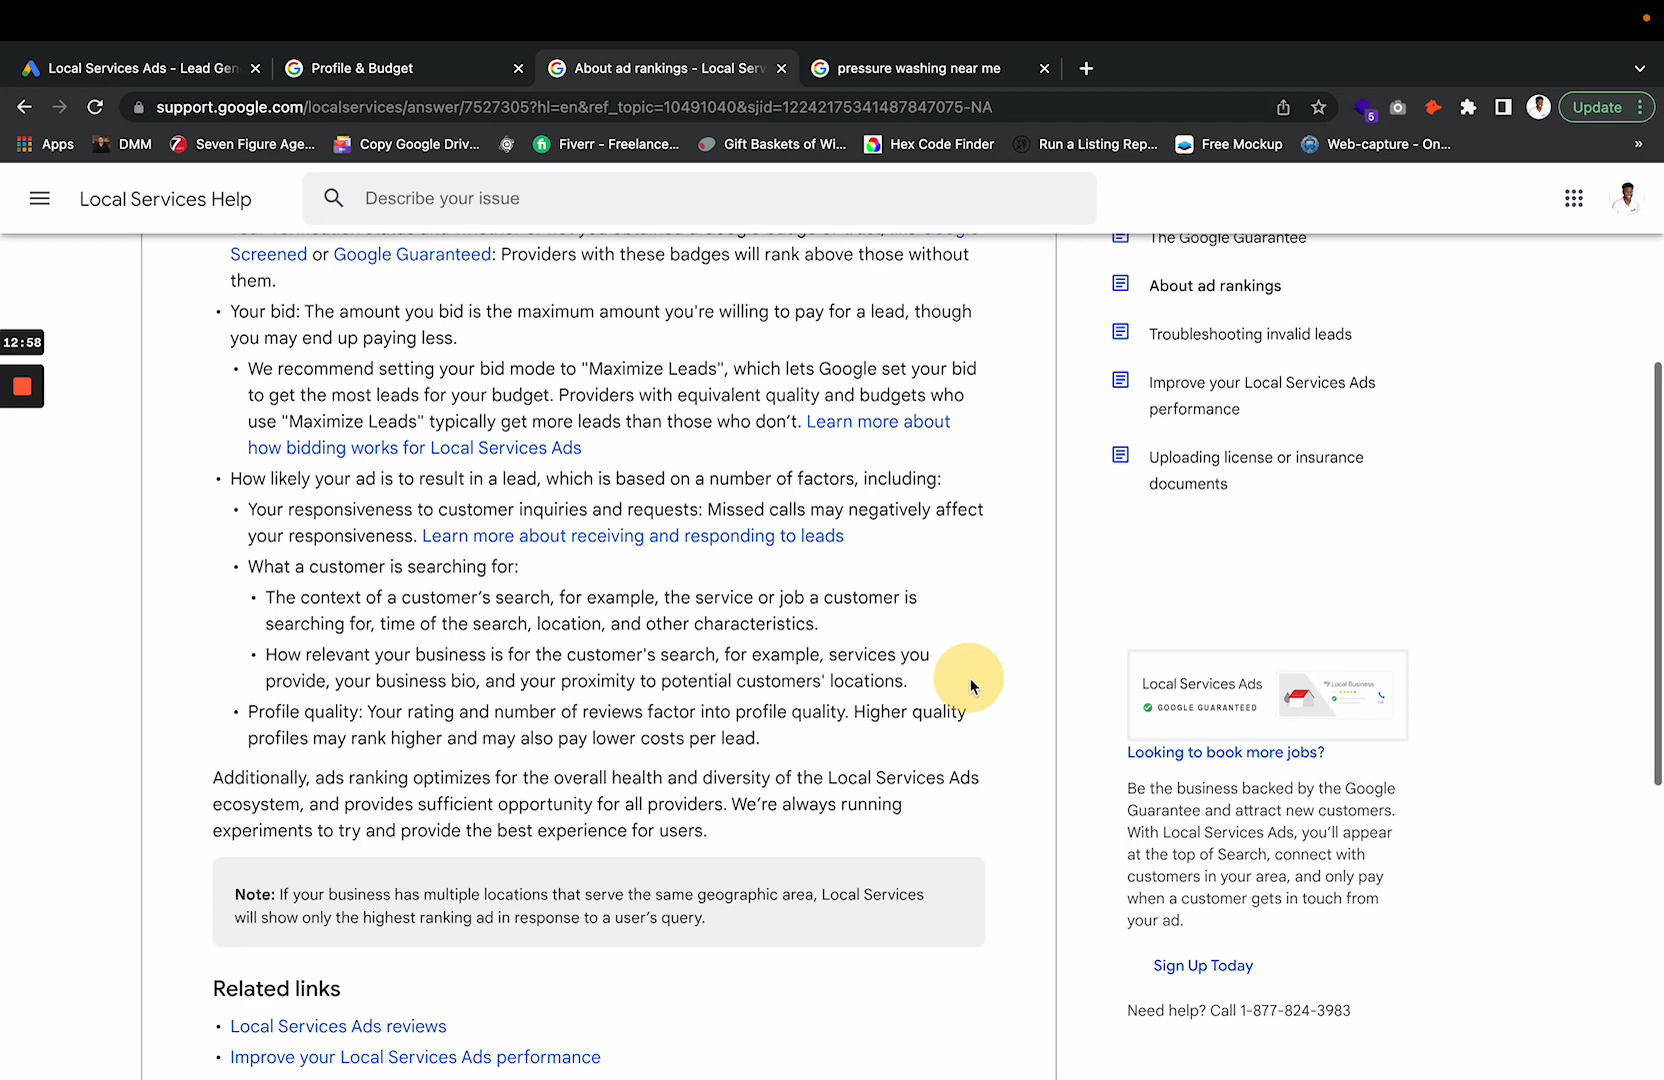 Local Services Ads - Lead Gen
Profile & Budget
About ad rankings - Local Serv
pressure washing near me
support.google.com/localservices/answer/7527305?hl=en&ref_topic=10491040&sjid=12242175341487847075-NA
5
Update
Apps
DMM
Seven Figure Age...
Copy Google Driv...
Fiverr - Freelance...
Gift Baskets of Wi...
Hex Code Finder
Run a Listing Rep...
Free Mockup
Web-capture - On...
»
Local Services Help
Describe your issue
12:58
Screened or Google Guaranteed: Providers with these badges will rank above those without
them.
• Your bid: The amount you bid is the maximum amount you're willing to pay for a lead, though
you may end up paying less.
• We recommend setting your bid mode to "Maximize Leads", which lets Google set your bid
to get the most leads for your budget. Providers with equivalent quality and budgets who
use "Maximize Leads" typically get more leads than those who don’t. Learn more about
how bidding works for Local Services Ads
• How likely your ad is to result in a lead, which is based on a number of factors, including:
• Your responsiveness to customer inquiries and requests: Missed calls may negatively affect
your responsiveness. Learn more about receiving and responding to leads
• What a customer is searching for:
• The context of a customer’s search, for example, the service or job a customer is
searching for, time of the search, location, and other characteristics.
• How relevant your business is for the customer's search, for example, services you
provide, your business bio, and your proximity to potential customers' locations.
• Profile quality: Your rating and number of reviews factor into profile quality. Higher quality
profiles may rank higher and may also pay lower costs per lead.
Additionally, ads ranking optimizes for the overall health and diversity of the Local Services Ads
ecosystem, and provides sufficient opportunity for all providers. We’re always running
experiments to try and provide the best experience for users.
Note: If your business has multiple locations that serve the same geographic area, Local Services
will show only the highest ranking ad in response to a user’s query.
Related links
• Local Services Ads reviews
• Improve your Local Services Ads performance
The Google Guarantee
About ad rankings
Troubleshooting invalid leads
Improve your Local Services Ads
performance
Uploading license or insurance
documents
Local Services Ads
GOOGLE GUARANTEED
Local Business
Looking to book more jobs?
Be the business backed by the Google
Guarantee and attract new customers.
With Local Services Ads, you’ll appear
at the top of Search, connect with
customers in your area, and only pay
when a customer gets in touch from
your ad.
Sign Up Today
Need help? Call 1-877-824-3983